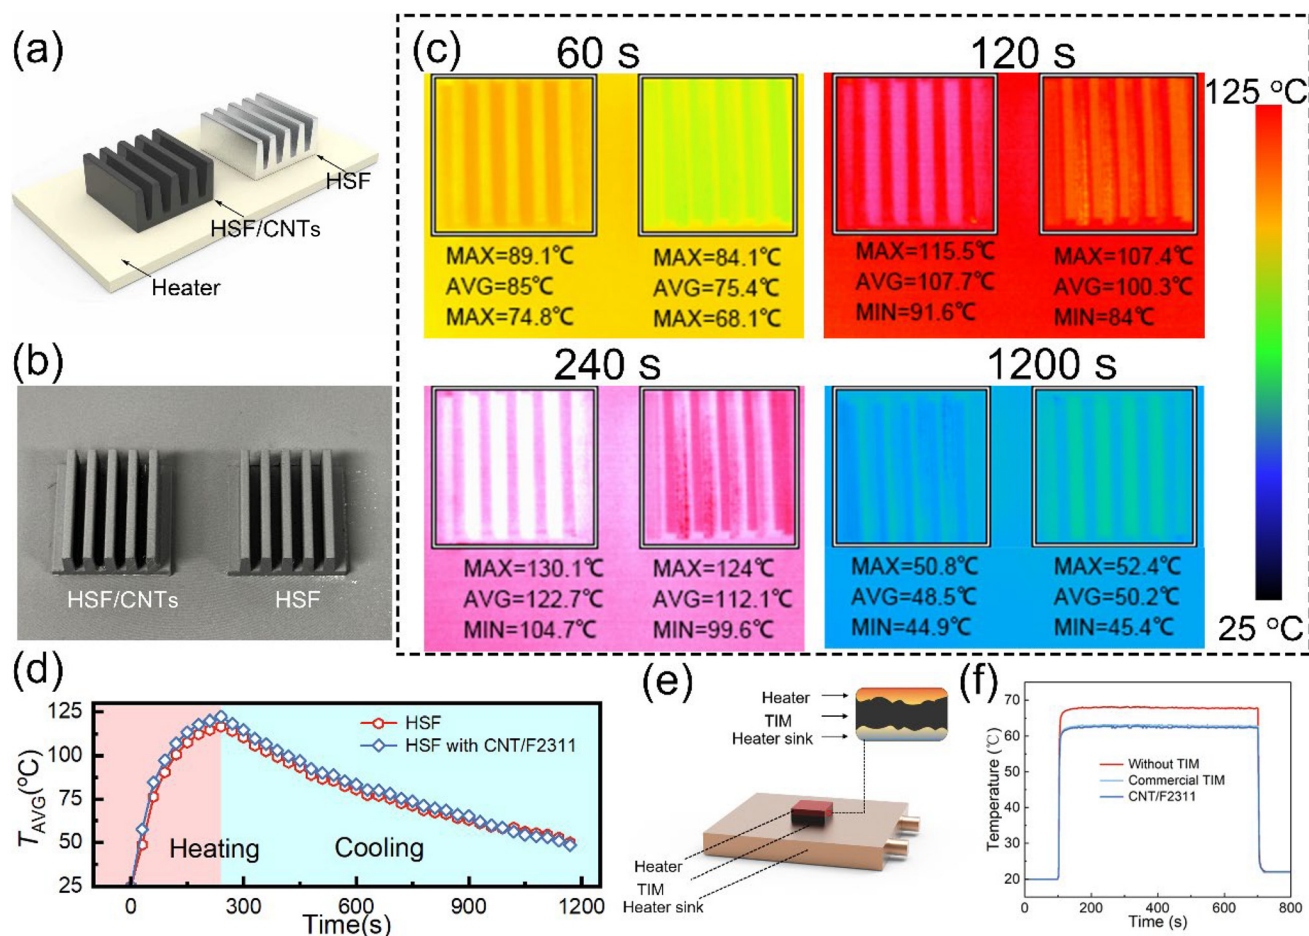 (a)
HSF
HSF/CNTs
Heater
(b)
HSF/CNTs
HSF
(c)
60 s
MAX=89.1℃
AVG=85℃
MAX=74.8℃
MAX=84.1℃
AVG=75.4℃
MAX=68.1℃
120 s
MAX=115.5℃
AVG=107.7℃
MIN=91.6℃
MAX=107.4℃
AVG=100.3℃
MIN=84℃
240 s
MAX=130.1℃
AVG=122.7℃
MIN=104.7℃
MAX=124℃
AVG=112.1℃
MIN=99.6℃
1200 s
MAX=50.8℃
AVG=48.5℃
MIN=44.9℃
MAX=52.4℃
AVG=50.2℃
MIN=45.4℃
125 °C
25 °C
(d)
TAVG(°C)
125
100
75
50
25
HSF
HSF with CNT/F2311
Heating
Cooling
0
300
600
900
1200
Time(s)
(e)
Heater
TIM
Heater sink
Heater
TIM
Heater sink
(f)
Temperature (℃)
70
60
50
40
30
20
Without TIM
Commercial TIM
CNT/F2311
0
200
400
600
800
Time (s)